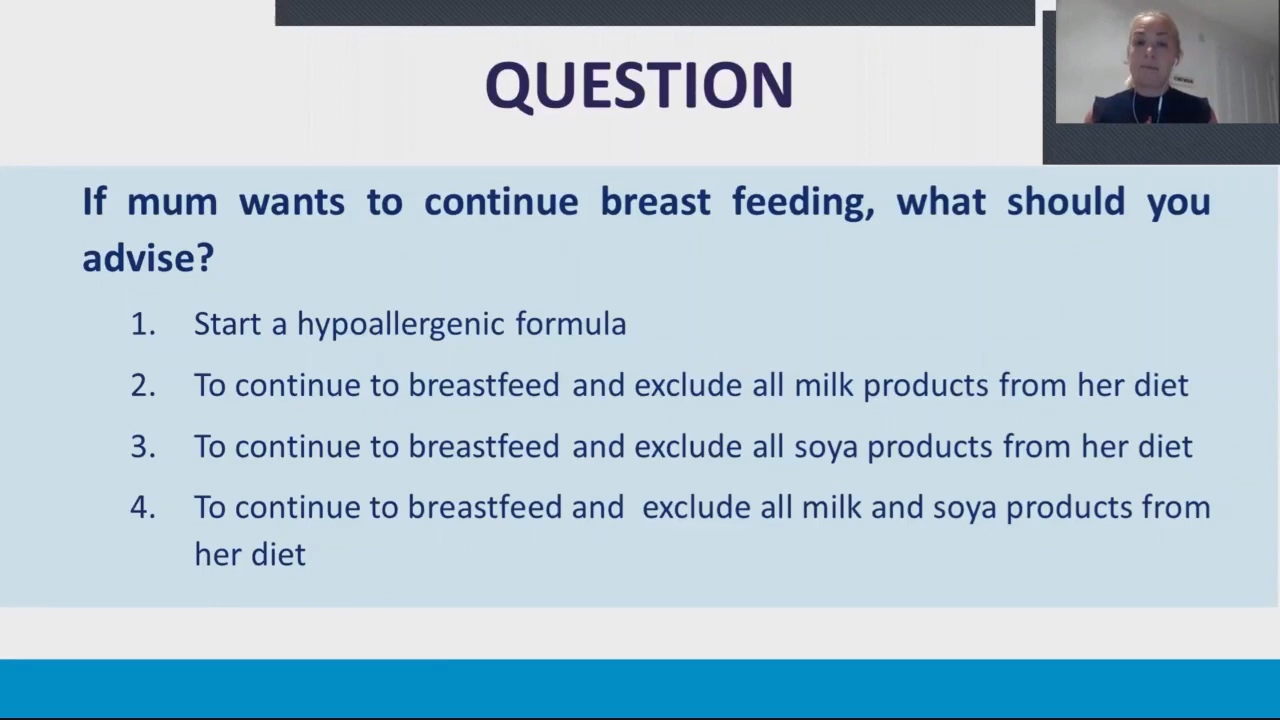 QUESTION
If mum wants to continue breast feeding, what should you
advise?
1. Start a hypoallergenic formula
2. To continue to breastfeed and exclude all milk products from her diet
3. To continue to breastfeed and exclude all soya products from her diet
4. To continue to breastfeed and exclude all milk and soya products from
her diet